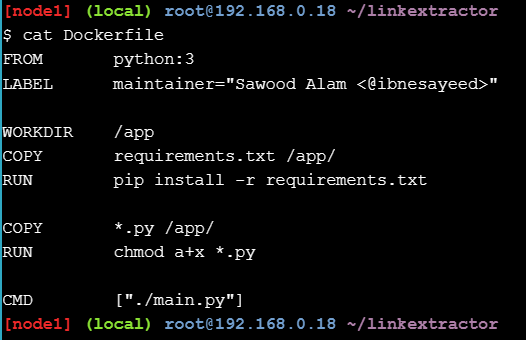 [node1] (local) root@192.168.0.18 ~/linkextractor
$ cat Dockerfile
FROM       python:3
LABEL      maintainer="Sawood Alam <@ibnesayeed>"

WORKDIR    /app
COPY       requirements.txt /app/
RUN        pip install -r requirements.txt

COPY       *.py /app/
RUN        chmod a+x *.py

CMD        ["./main.py"]
[node1] (local) root@192.168.0.18 ~/linkextractor